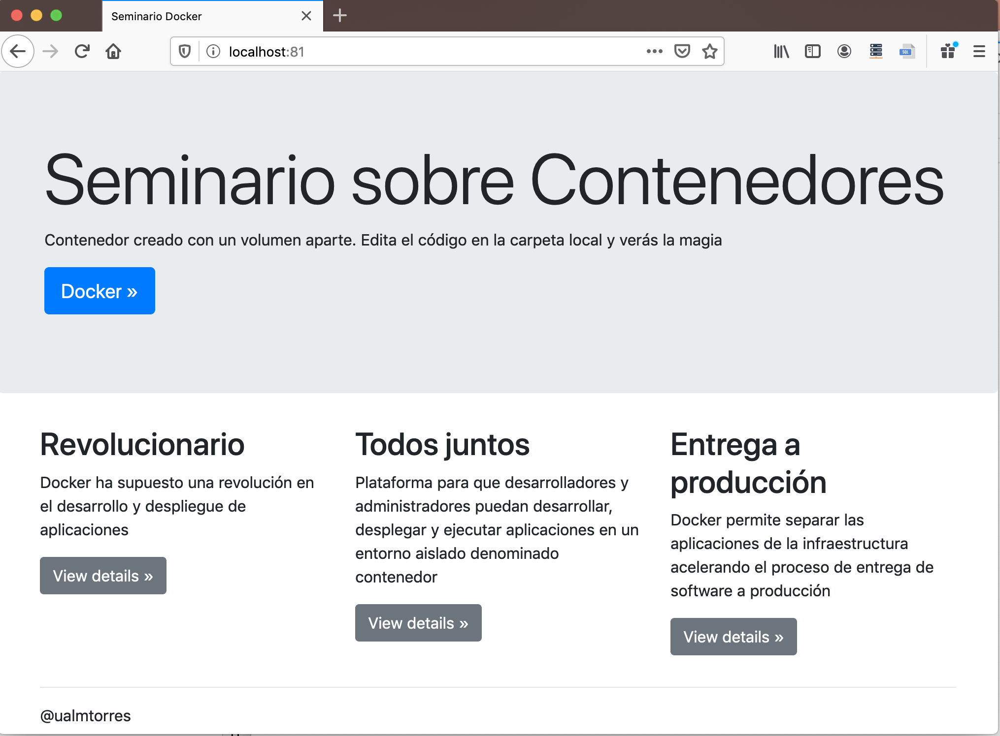 Seminario Docker
localhost:81
SQL
Seminario sobre Contenedores
Contenedor creado con un volumen aparte. Edita el código en la carpeta local y verás la magia
Docker »
Revolucionario
Docker ha supuesto una revolución en
el desarrollo y despliegue de
aplicaciones
View details »
Todos juntos
Plataforma para que desarrolladores y
administradores puedan desarrollar,
desplegar y ejecutar aplicaciones en un
entorno aislado denominado
contenedor
View details »
Entrega a
producción
Docker permite separar las
aplicaciones de la infraestructura
acelerando el proceso de entrega de
software a producción
View details »
@ualmtorres